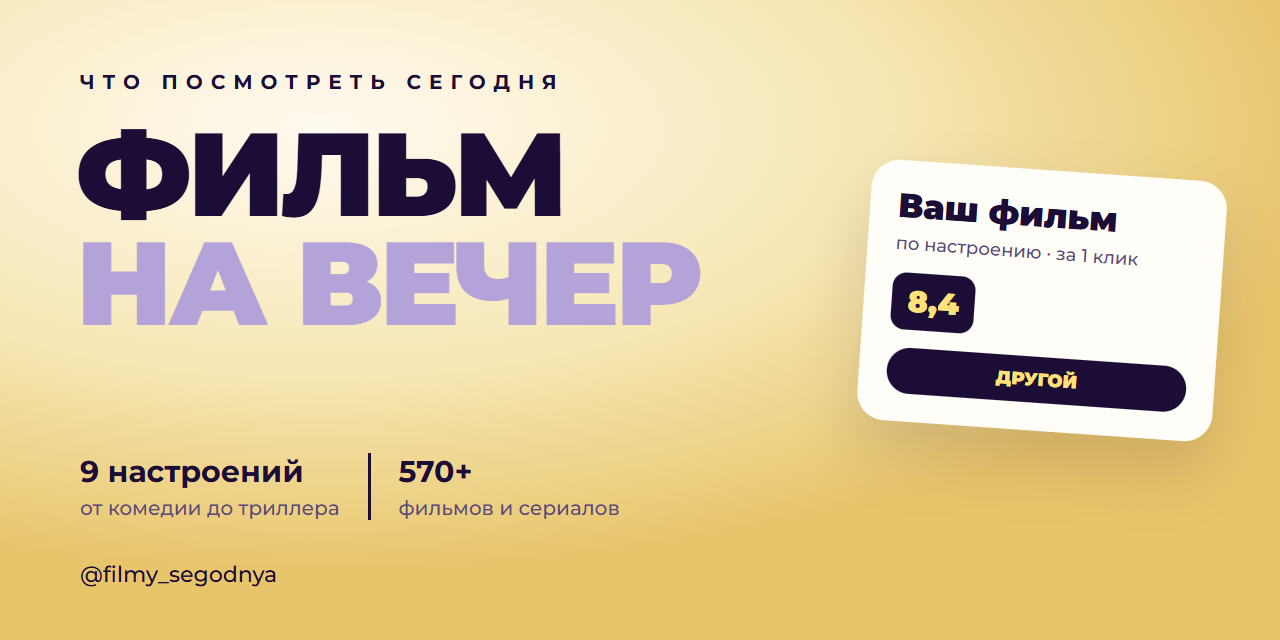 ЧТО ПОСМОТРЕТЬ СЕГОДНЯ
ФИЛЬМ
НА ВЕЧЕР
Ваш фильм
по настроению · за 1 клик
8,4
ДРУГОЙ
9 настроений
от комедии до триллера
570+
фильмов и сериалов
@filmy_segodnya